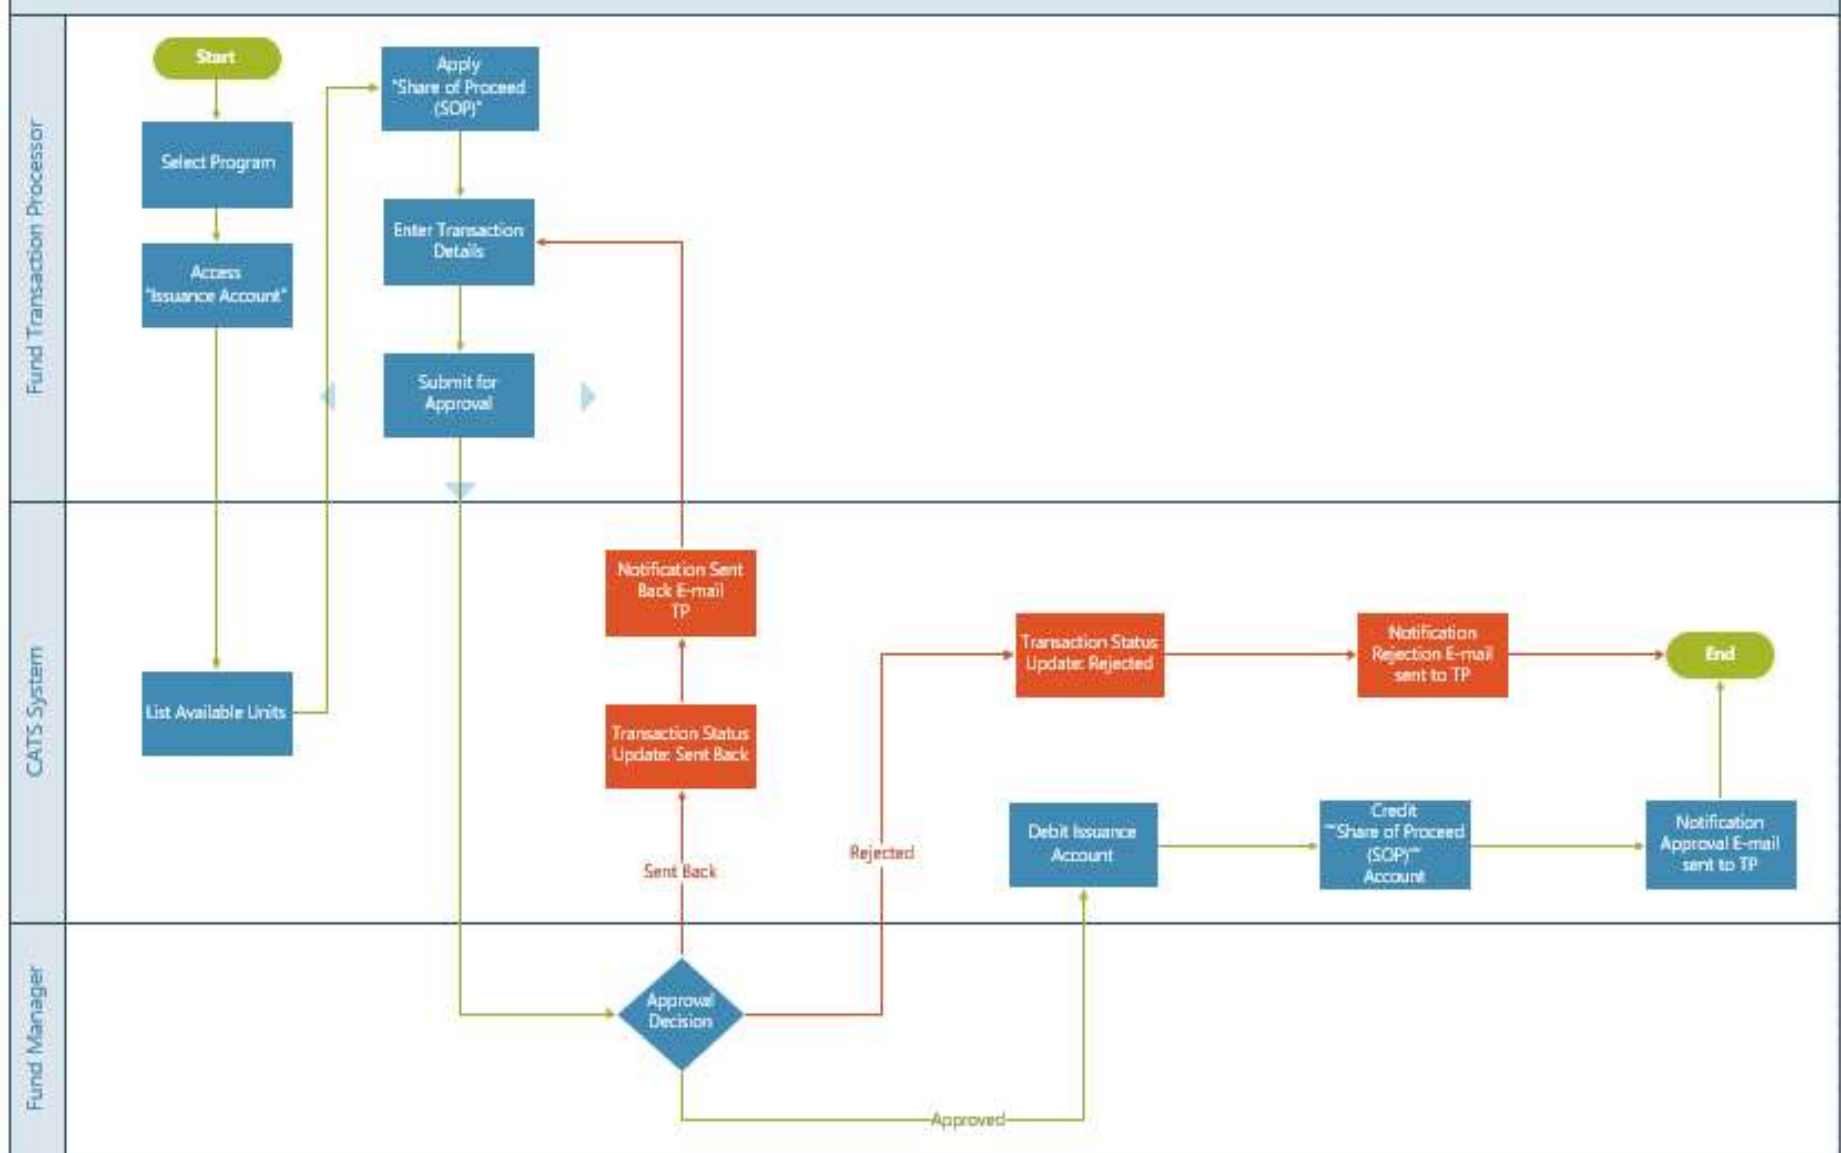 Fund Transaction Processor
Start
Select Program
Access
"Issuance Account"
Apply
"Share of Proceed
(SOP)"
Enter Transaction
Details
Submit for
Approval
CATS System
List Available Units
Notification Sent
Back E-mail
TP
Transaction Status
Update: Sent Back
Sent Back
Rejected
Transaction Status
Update: Rejected
Notification
Rejection E-mail
sent to TP
End
Debit Issuance
Account
Credit
""Share of Proceed
(SOP)""
Account
Notification
Approval E-mail
sent to TP
Fund Manager
Approval
Decision
Approved